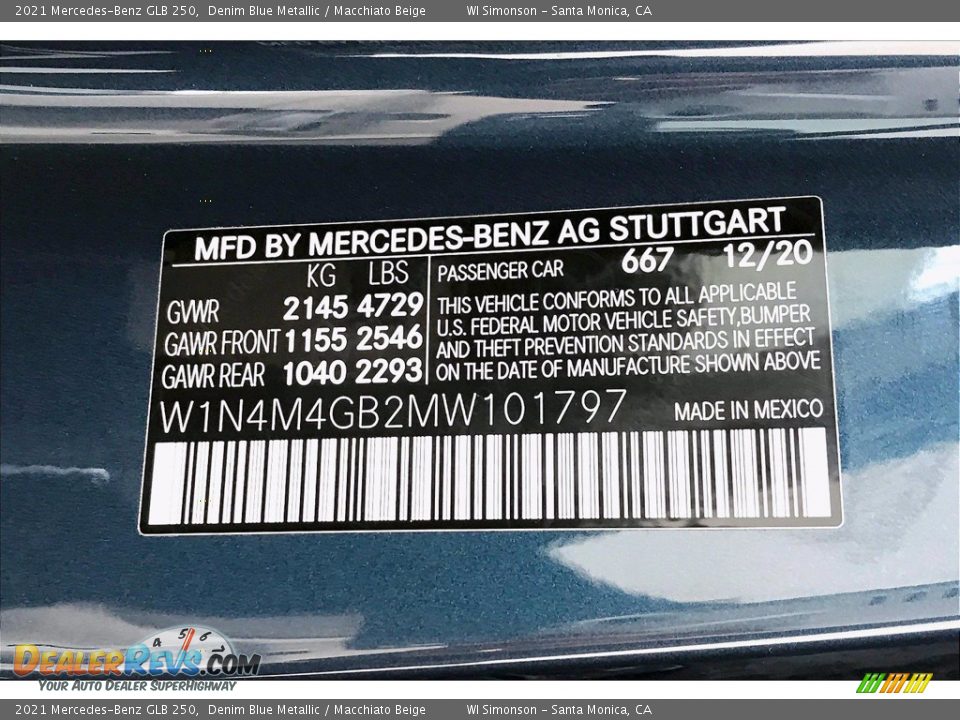 2021 Mercedes-Benz GLB 250, Denim Blue Metallic / Macchiato Beige WI Simonson - Santa Monica, CA
MFD BY MERCEDES-BENZ AG STUTTGART
KG LBS PASSENGER CAR 667 12/20
GVWR 2145 4729
GAWR FRONT 1155 2546
GAWR REAR 1040 2293
THIS VEHICLE CONFORMS TO ALL APPLICABLE
U.S. FEDERAL MOTOR VEHICLE SAFETY,BUMPER
AND THEFT PREVENTION STANDARDS IN EFFECT
ON THE DATE OF MANUFACTURE SHOWN ABOVE
W1N4M4GB2MW101797 MADE IN MEXICO
4 5 6
DEALERREVS.COM
YOUR AUTO DEALER SUPERHIGHWAY
2021 Mercedes-Benz GLB 250, Denim Blue Metallic / Macchiato Beige WI Simonson - Santa Monica, CA